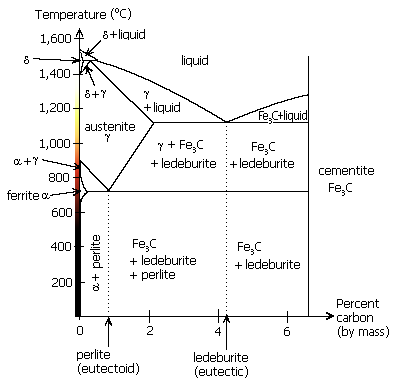 Temperature (°C)
1,600
δ+liquid
liquid
δ
1,400
δ+γ
γ
+ liquid
1,200
Fe₃C+liquid
austenite
γ
1,000
γ + Fe₃C
+ ledeburite
Fe₃C
+ ledeburite
α+γ
800
cementite
Fe₃C
ferrite α
600
400
200
α + perlite
Fe₃C
+ ledeburite
+ perlite
Fe₃C
+ ledeburite
0
2
4
6
Percent
carbon
(by mass)
perlite
(eutectoid)
ledeburite
(eutectic)